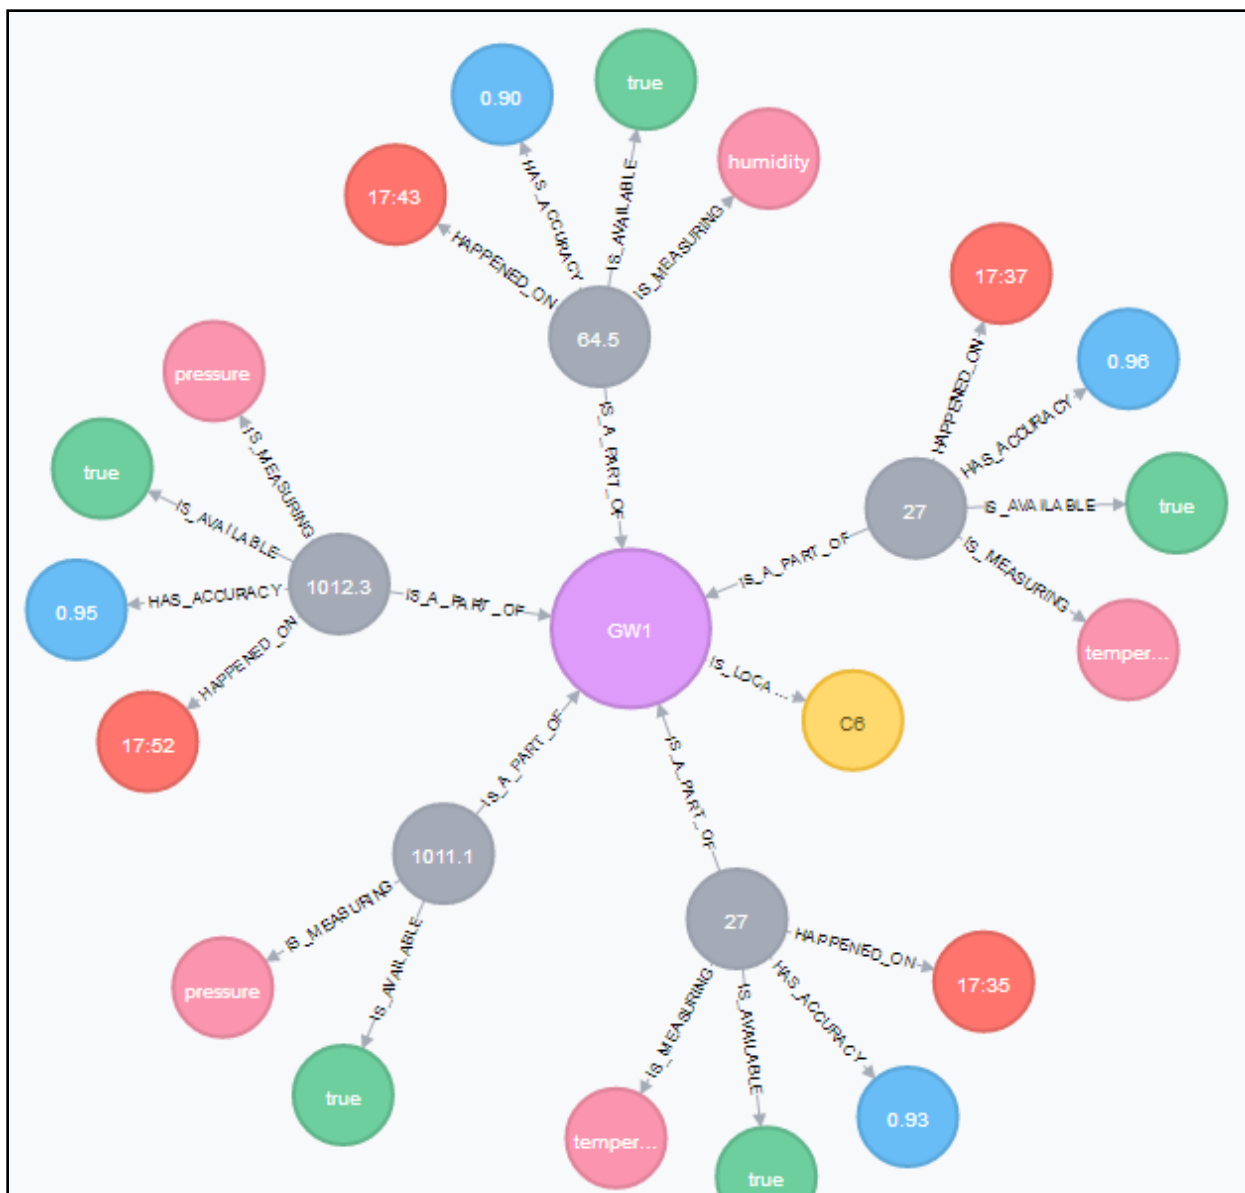 true
0.90
humidity
17:43
HAS_ACCURACY
IS_AVAILABLE
IS_MEASURING
HAPPENED_ON
64.5
IS_A_PART_OF
17:37
0.96
HAPPENED_ON
HAS_ACCURACY
27
IS_AVAILABLE
true
IS_MEASURING
temper...
IS_A_PART_OF
pressure
IS_MEASURING
true
IS_AVAILABLE
1012.3
HAS_ACCURACY
0.95
HAPPENED_ON
17:52
IS_A_PART_OF
GW1
IS_LOCA ...
C6
IS_A_PART_OF
1011.1
IS_MEASURING
pressure
IS_AVAILABLE
true
IS_A_PART_OF
27
HAPPENED_ON
17:35
HAS_ACCURACY
0.93
IS_AVAILABLE
true
IS_MEASURING
temper...